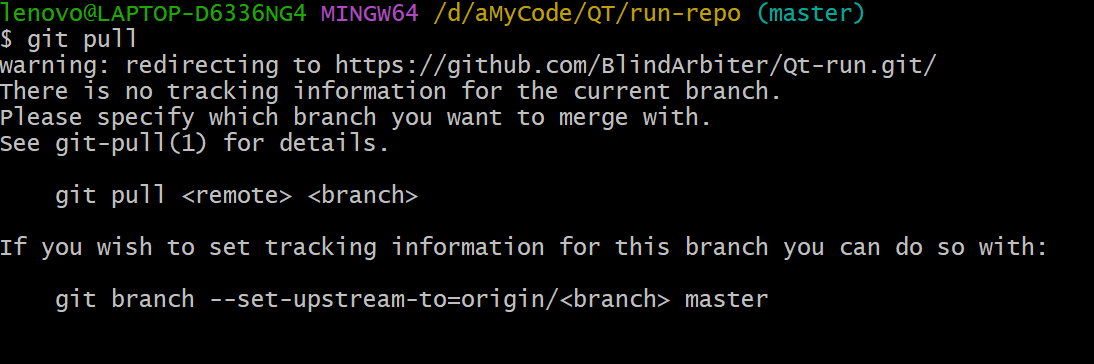 lenovo@LAPTOP-D6336NG4 MINGW64 /d/aMyCode/QT/run-repo (master)
$ git pull
warning: redirecting to https://github.com/BlindArbiter/Qt-run.git/
There is no tracking information for the current branch.
Please specify which branch you want to merge with.
See git-pull(1) for details.

    git pull <remote> <branch>

If you wish to set tracking information for this branch you can do so with:

    git branch --set-upstream-to=origin/<branch> master